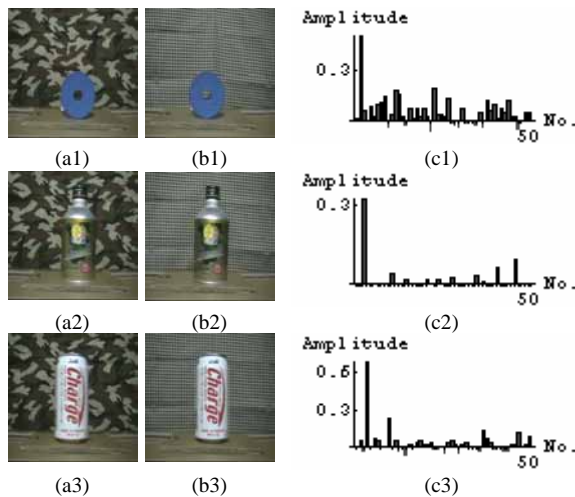 Amplitude
0.3
No.
50
(a1) (b1) (c1)
Amplitude
0.3
No.
50
(a2) (b2) (c2)
Amplitude
0.6
0.3
No.
50
Charge
(a3) (b3) (c3)